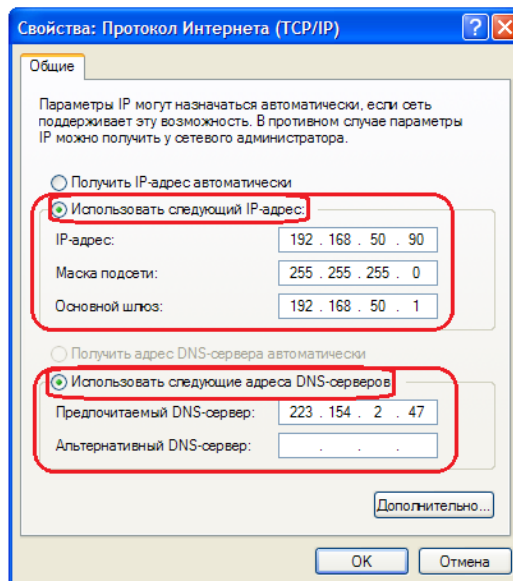 Свойства: Протокол Интернета (TCP/IP)
Общие
Параметры IP могут назначаться автоматически, если сеть
поддерживает эту возможность. В противном случае параметры
IP можно получить у сетевого администратора.
Получить IP-адрес автоматически
Использовать следующий IP-адрес:
IP-адрес: 192 . 168 . 50 . 90
Маска подсети: 255 . 255 . 255 . 0
Основной шлюз: 192 . 168 . 50 . 1
Получить адрес DNS-сервера автоматически
Использовать следующие адреса DNS-серверов
Предпочитаемый DNS-сервер: 223 . 154 . 2 . 47
Альтернативный DNS-сервер: . . .
Дополнительно...
OK Отмена